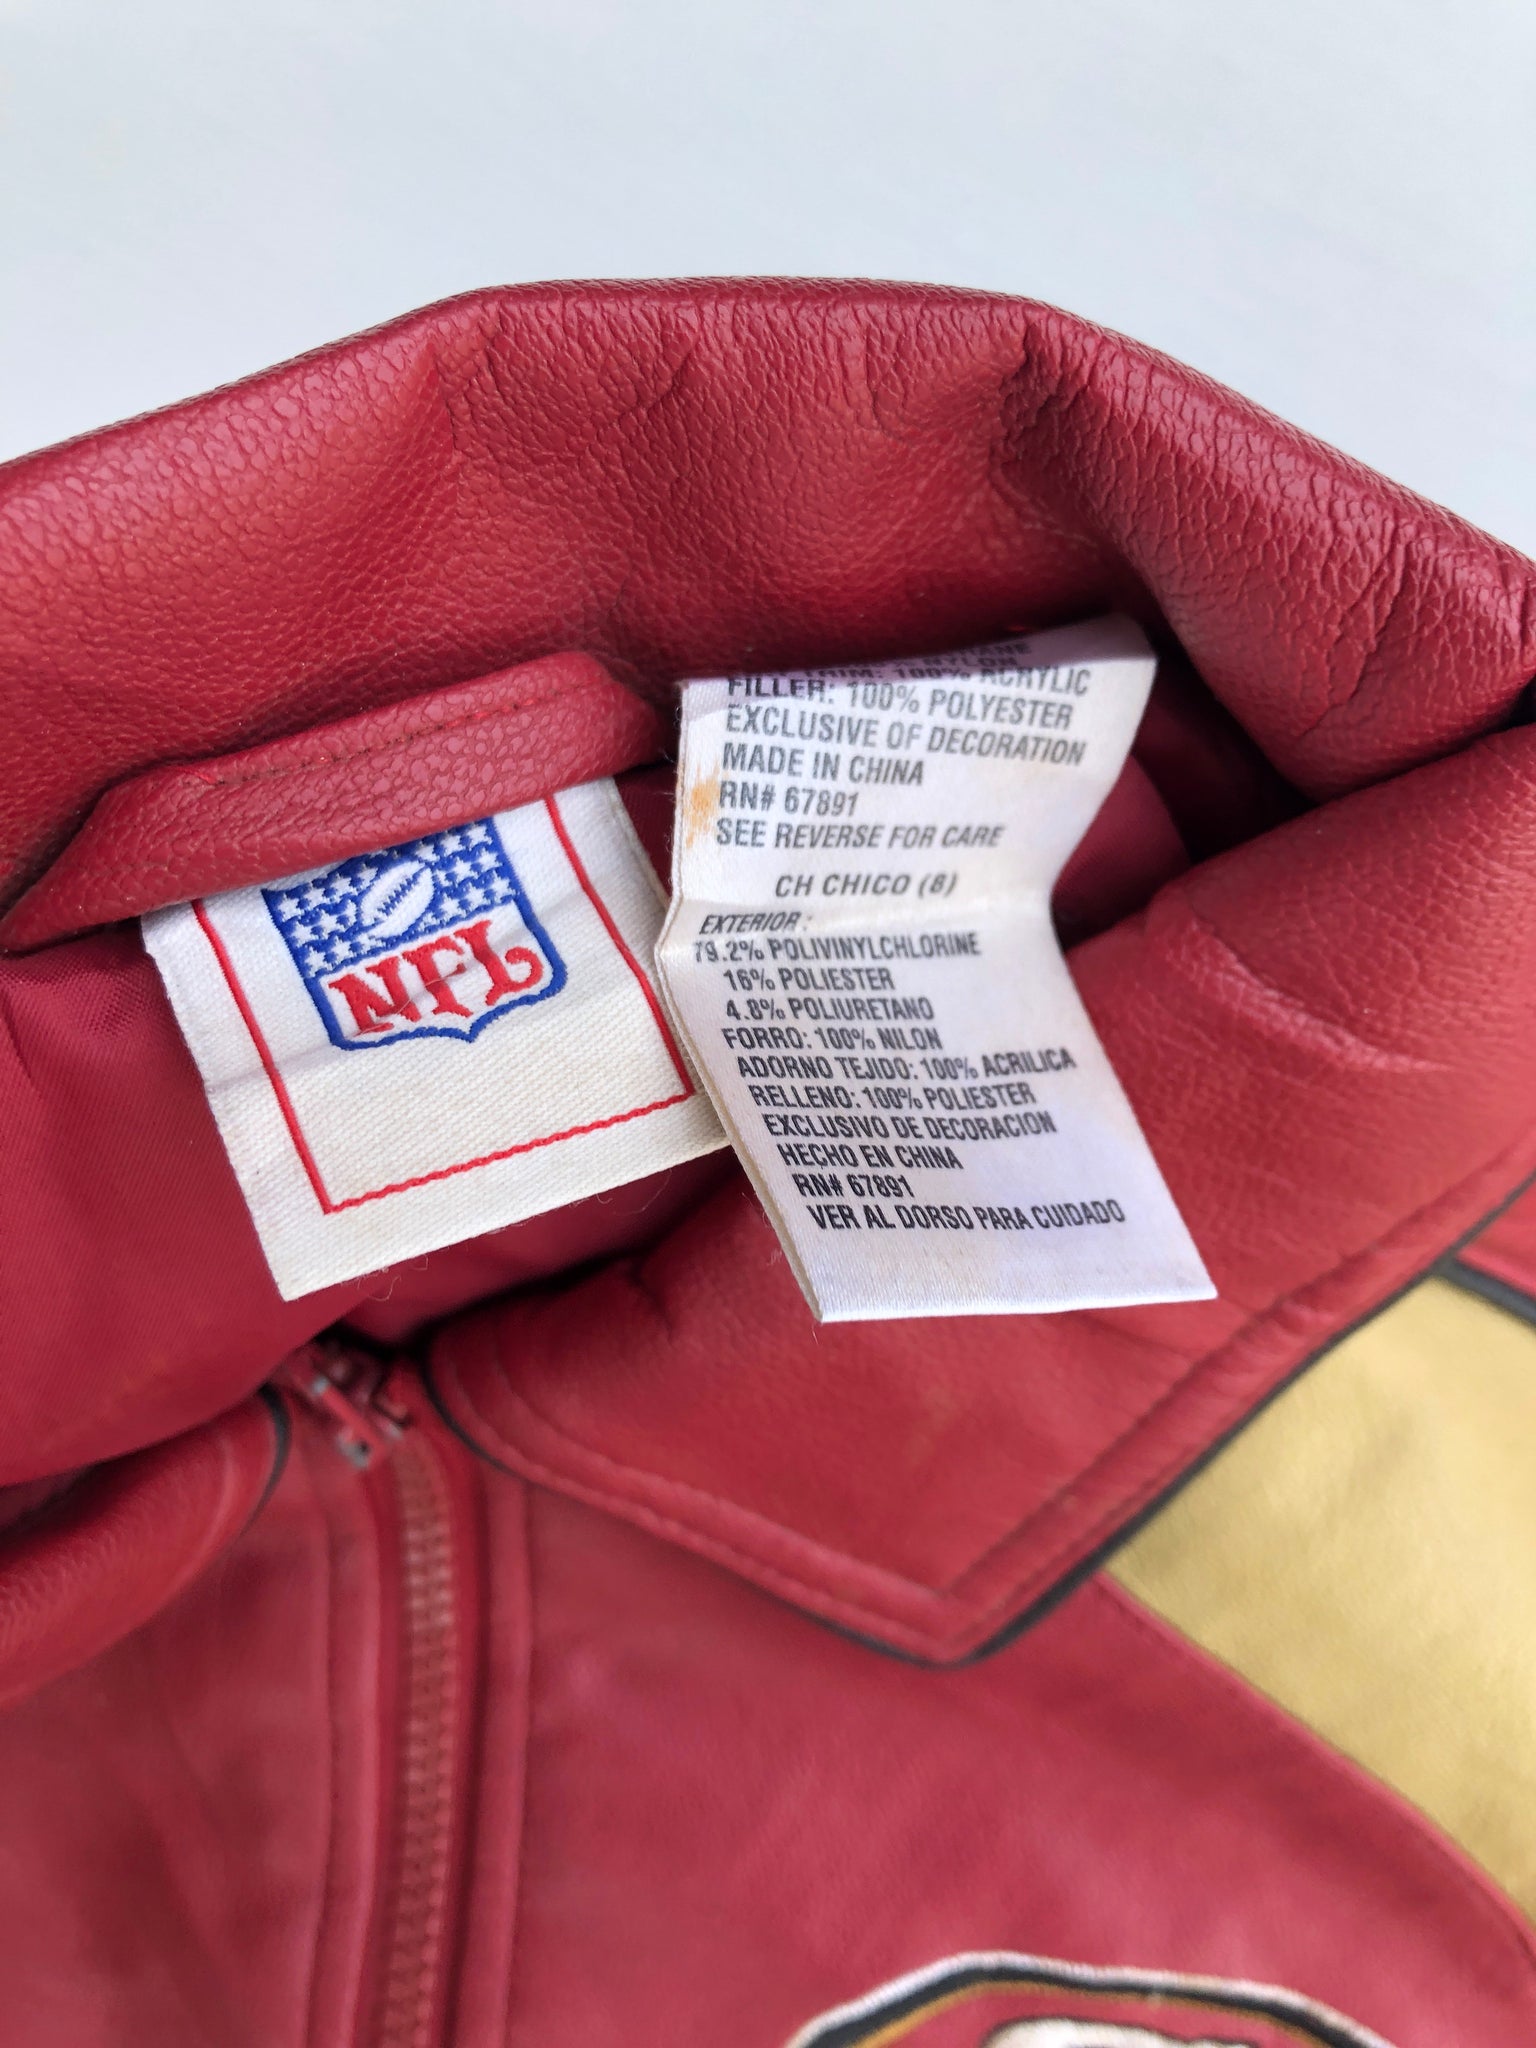 NFL
100% ACRYLIC
FILLER: 100% POLYESTER
EXCLUSIVE OF DECORATION
MADE IN CHINA
RN# 67891
SEE REVERSE FOR CARE
CH CHICO (8)
EXTERIOR:
79.2% POLIVINYLCHLORINE
16% POLIESTER
4.8% POLIURETANO
FORRO: 100% NILON
ADORNO TEJIDO: 100% ACRILICA
RELLENO: 100% POLIESTER
EXCLUSIVO DE DECORACION
HECHO EN CHINA
RN# 67891
VER AL DORSO PARA CUIDADO